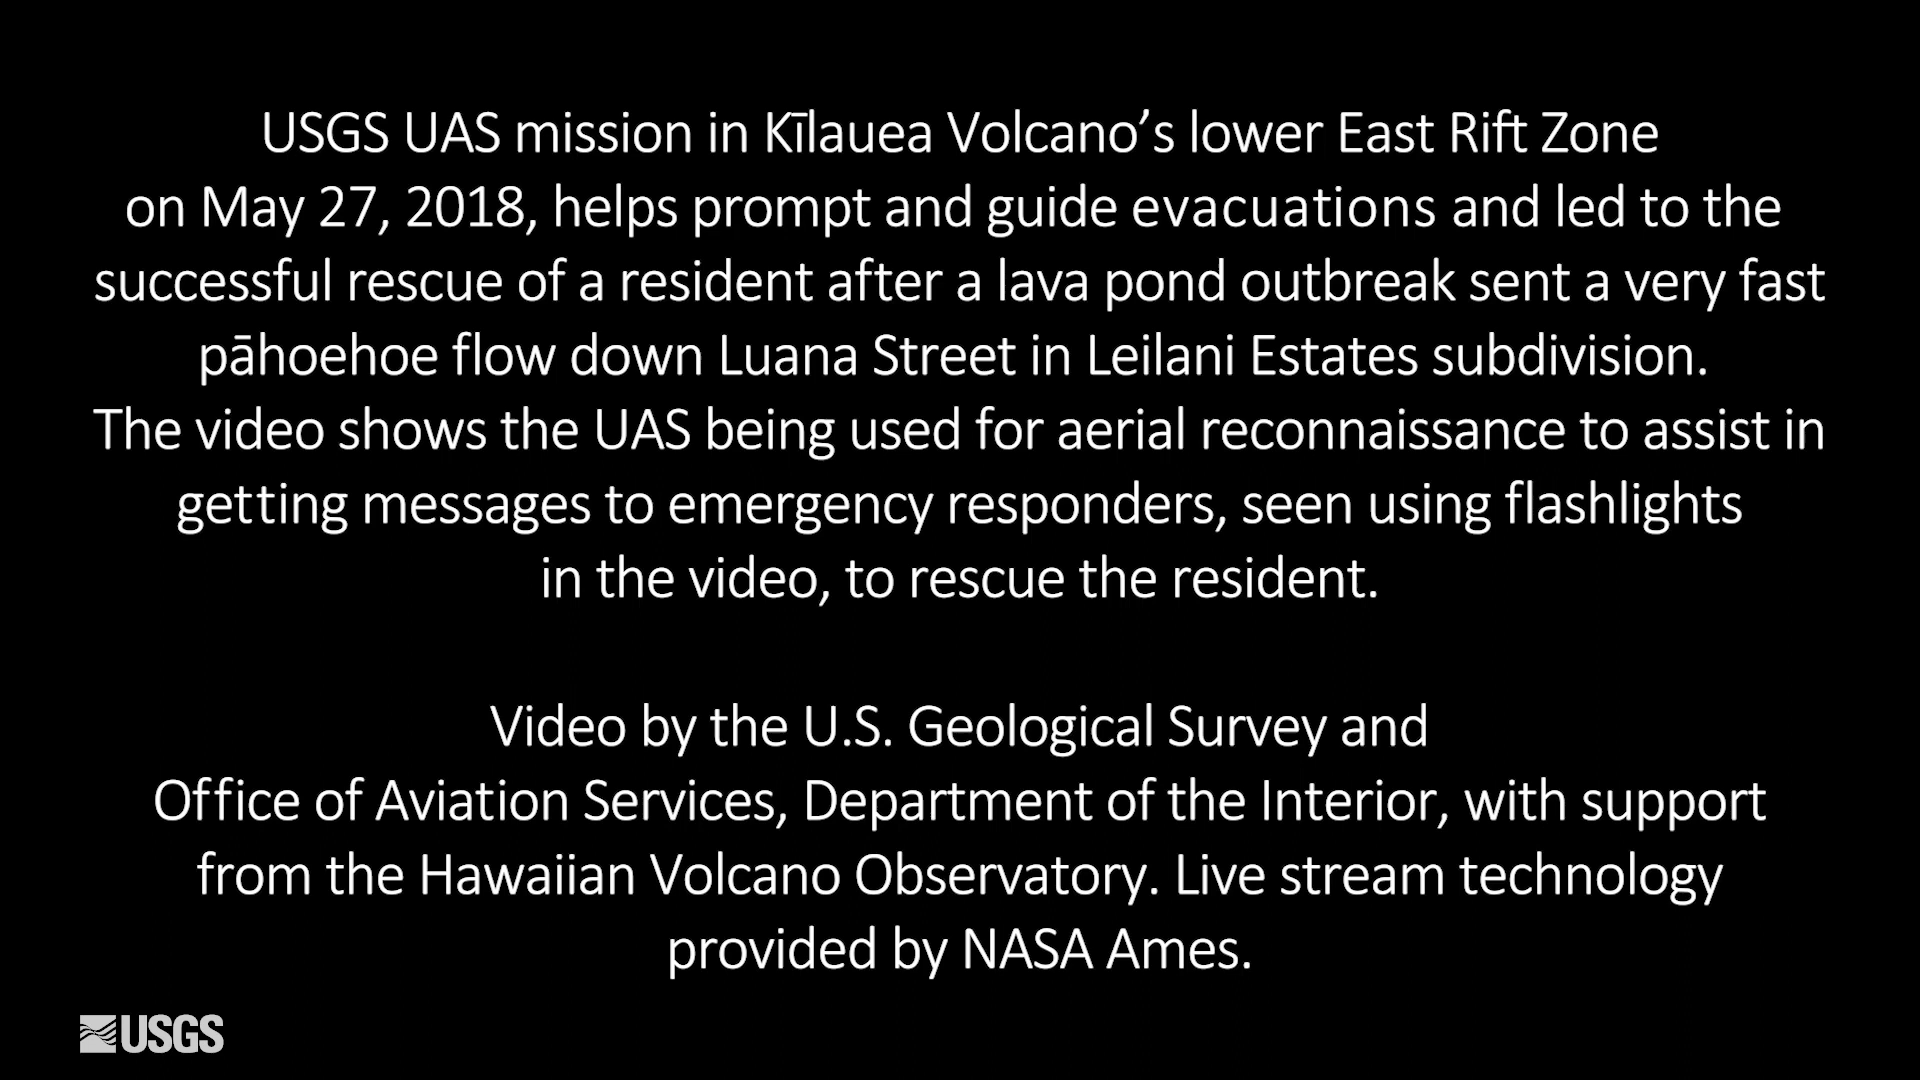 USGS UAS mission in Kīlauea Volcano’s lower East Rift Zone
on May 27, 2018, helps prompt and guide evacuations and led to the
successful rescue of a resident after a lava pond outbreak sent a very fast
pāhoehoe flow down Luana Street in Leilani Estates subdivision.
The video shows the UAS being used for aerial reconnaissance to assist in
getting messages to emergency responders, seen using flashlights
in the video, to rescue the resident.
Video by the U.S. Geological Survey and
Office of Aviation Services, Department of the Interior, with support
from the Hawaiian Volcano Observatory. Live stream technology
provided by NASA Ames.
USGS